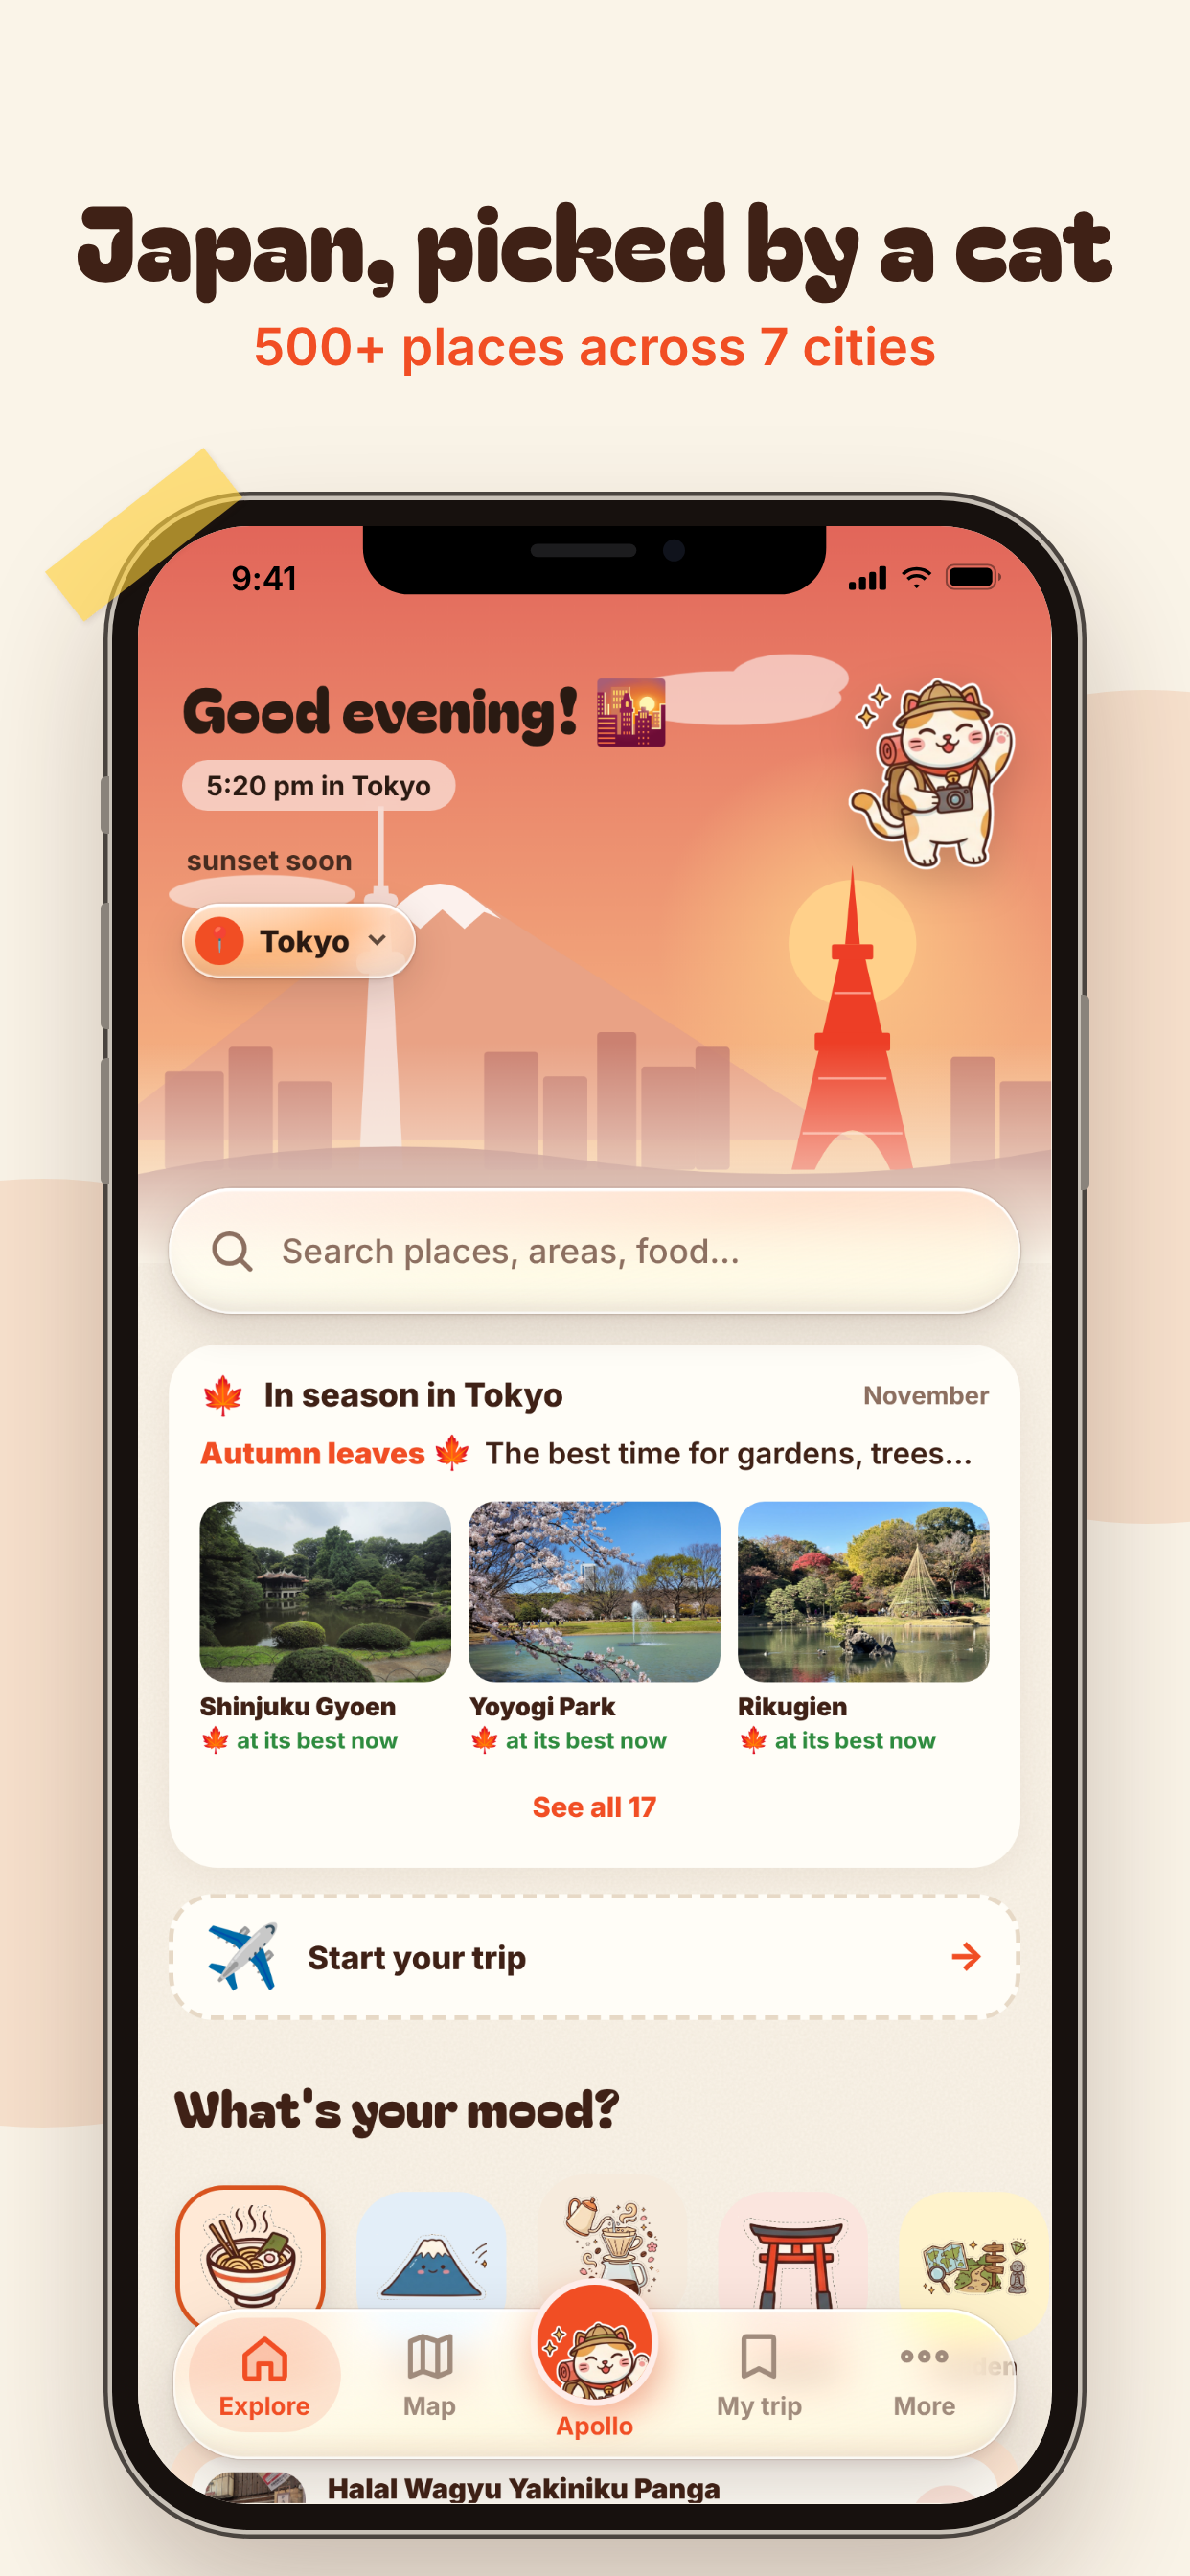 Japan, picked by a cat
500+ places across 7 cities
9:41
Good evening!
5:20 pm in Tokyo
sunset soon
Tokyo
Search places, areas, food...
In season in Tokyo
November
Autumn leaves 🍁 The best time for gardens, trees...
Shinjuku Gyoen
at its best now
Yoyogi Park
at its best now
Rikugien
at its best now
See all 17
Start your trip
What's your mood?
Explore
Map
Apollo
My trip
More
Halal Wagyu Yakiniku Panga